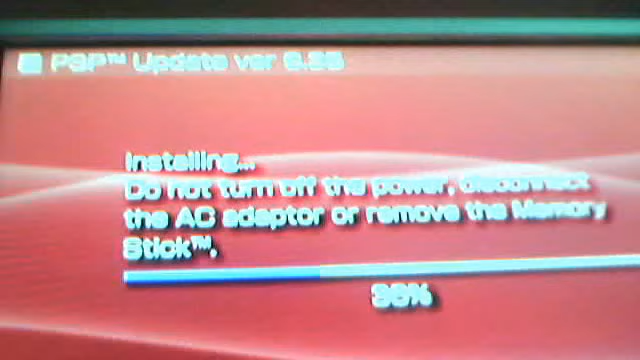 PSP™ Update ver
Installing...
Do not turn off the power, disconnect
the AC adaptor or remove the Memory
Stick™.